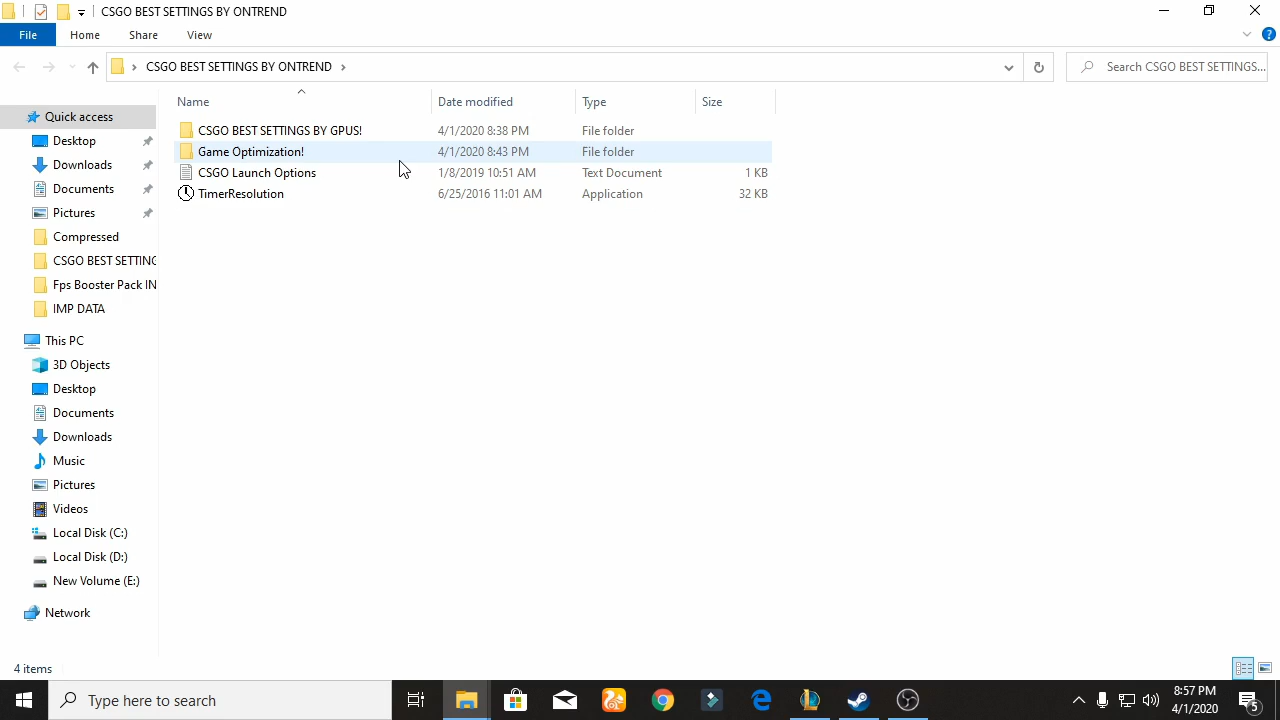 CSGO BEST SETTINGS BY ONTREND
File Home Share View
CSGO BEST SETTINGS BY ONTREND
Search CSGO BEST SETTINGS...
Name Date modified Type Size
CSGO BEST SETTINGS BY GPUS! 4/1/2020 8:38 PM File folder
Game Optimization! 4/1/2020 8:43 PM File folder
CSGO Launch Options 1/8/2019 10:51 AM Text Document 1 KB
TimerResolution 6/25/2016 11:01 AM Application 32 KB
Quick access
Desktop
Downloads
Documents
Pictures
Compressed
CSGO BEST SETTING
Fps Booster Pack IN
IMP DATA
This PC
3D Objects
Desktop
Documents
Downloads
Music
Pictures
Videos
Local Disk (C:)
Local Disk (D:)
New Volume (E:)
Network
4 items
Type here to search
8:57 PM
4/1/2020
5